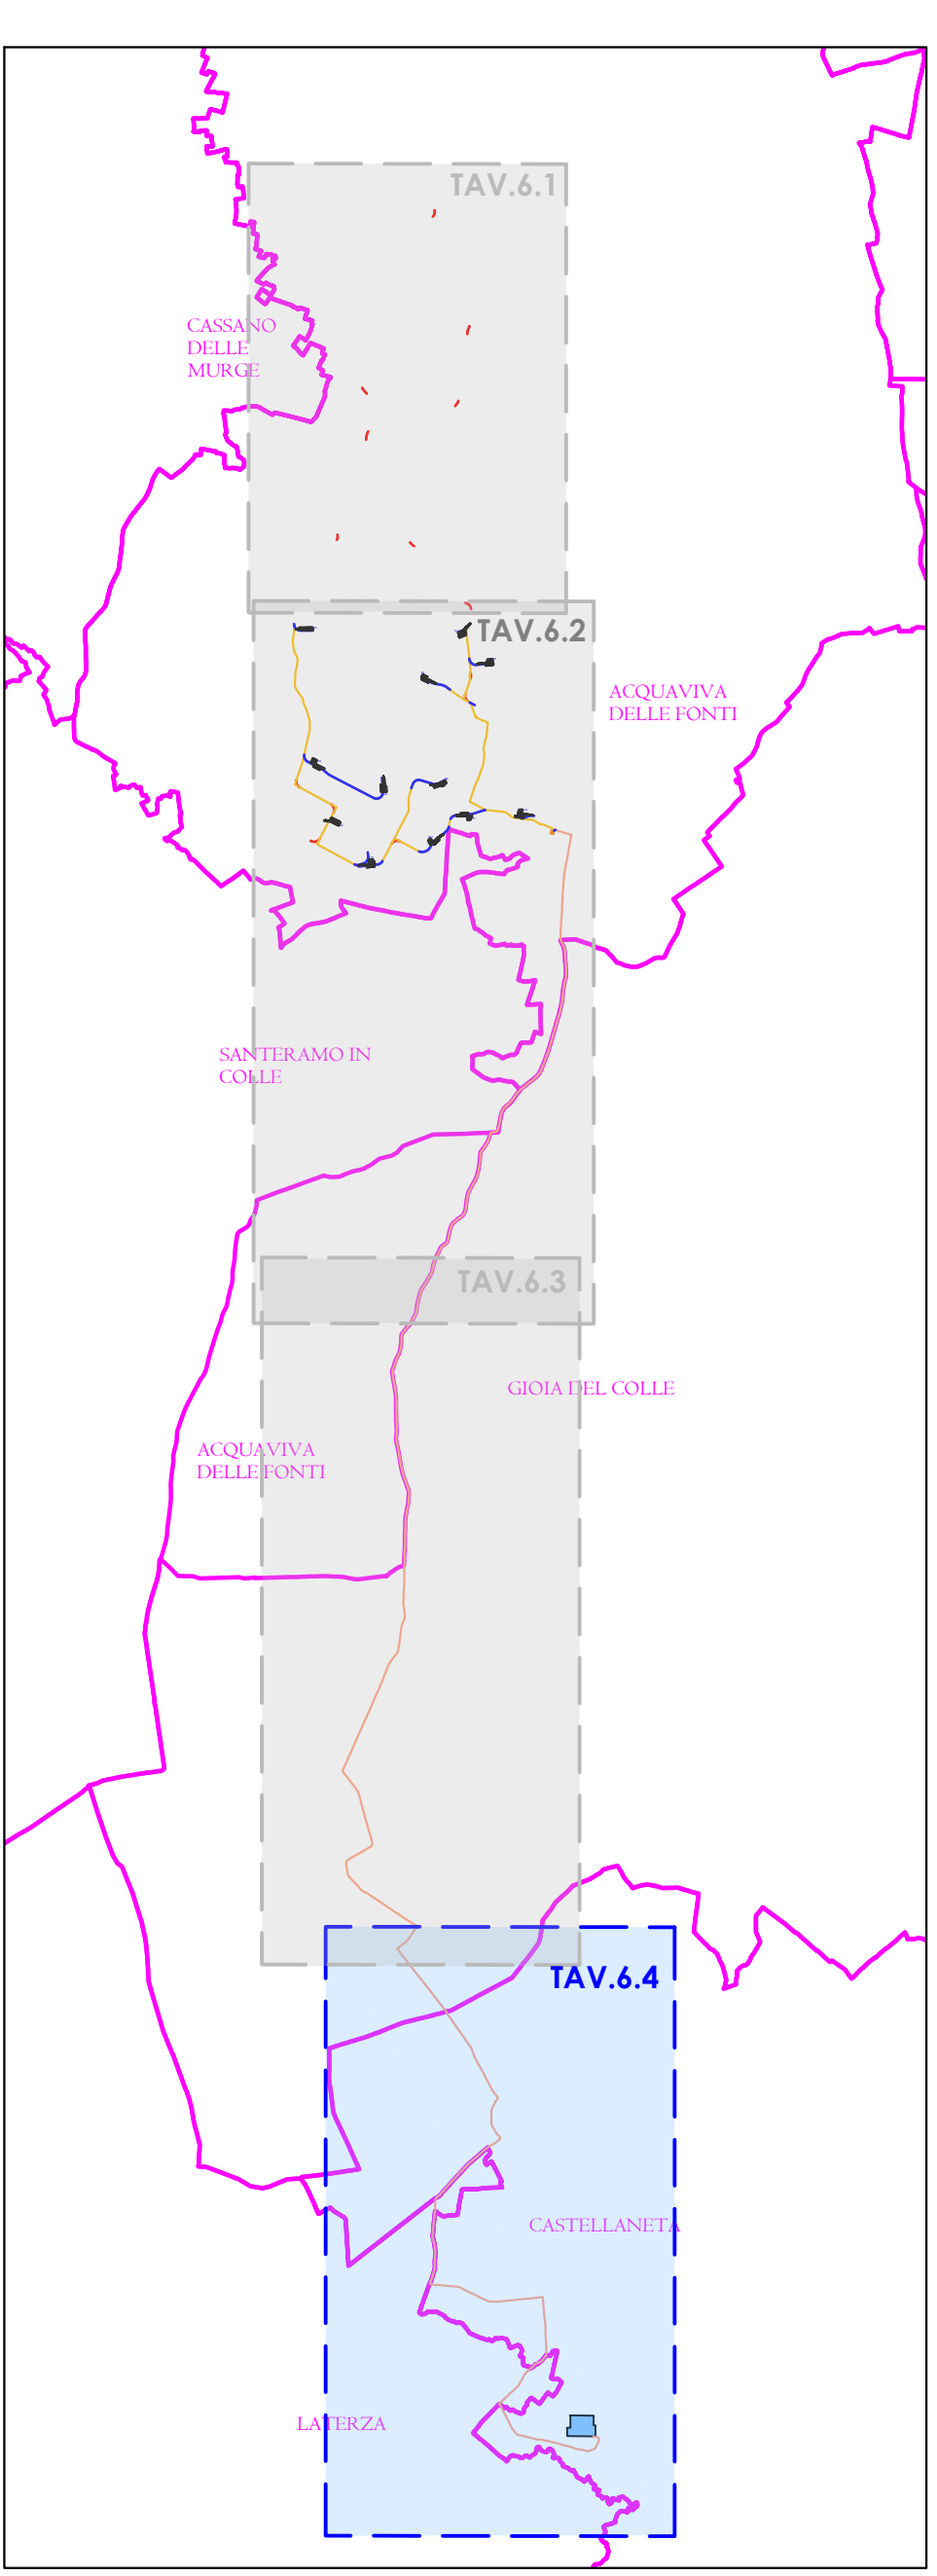 TAV.6.1
CASSANO
DELLE
MURGE
TAV.6.2
ACQUAVIVA
DELLE FONTI
SANTERAMO IN
COLLE
TAV.6.3
GIOIA DEL COLLE
ACQUAVIVA
DELLE FONTI
TAV.6.4
CASTELLANETA
LATERZA